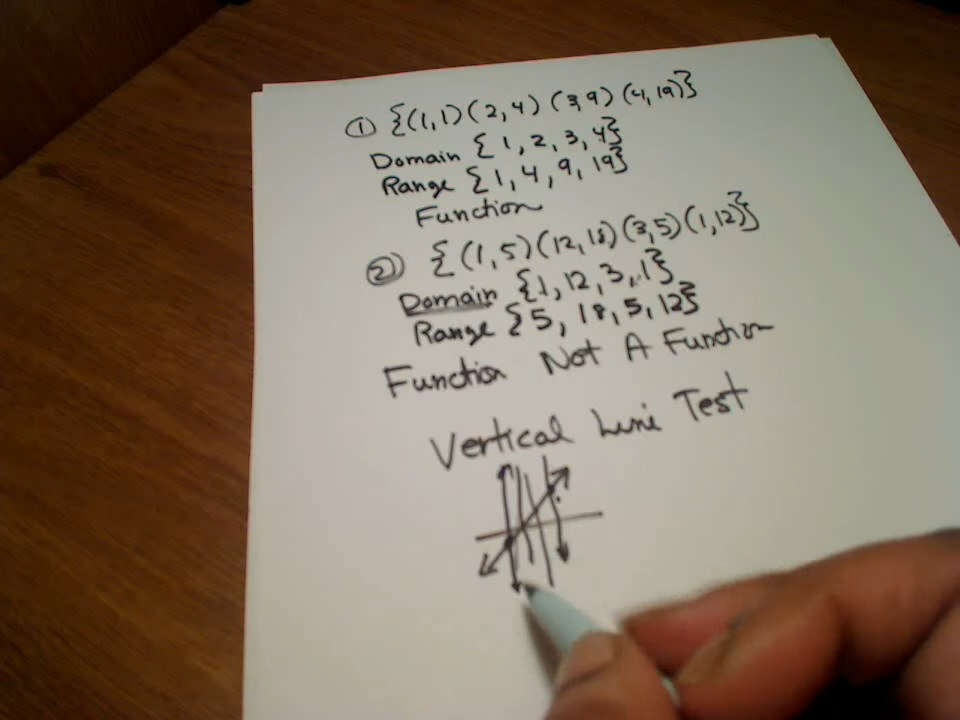 ① {(1,1)(2,4)(3,9)(4,19)}
Domain {1,2,3,4}
Range {1,4,9,19}
Function
② {(1,5)(12,18)(3,5)(1,12)}
Domain {1,12,3,1}
Range {5,18,5,12}
Function Not A Function
Vertical Line Test